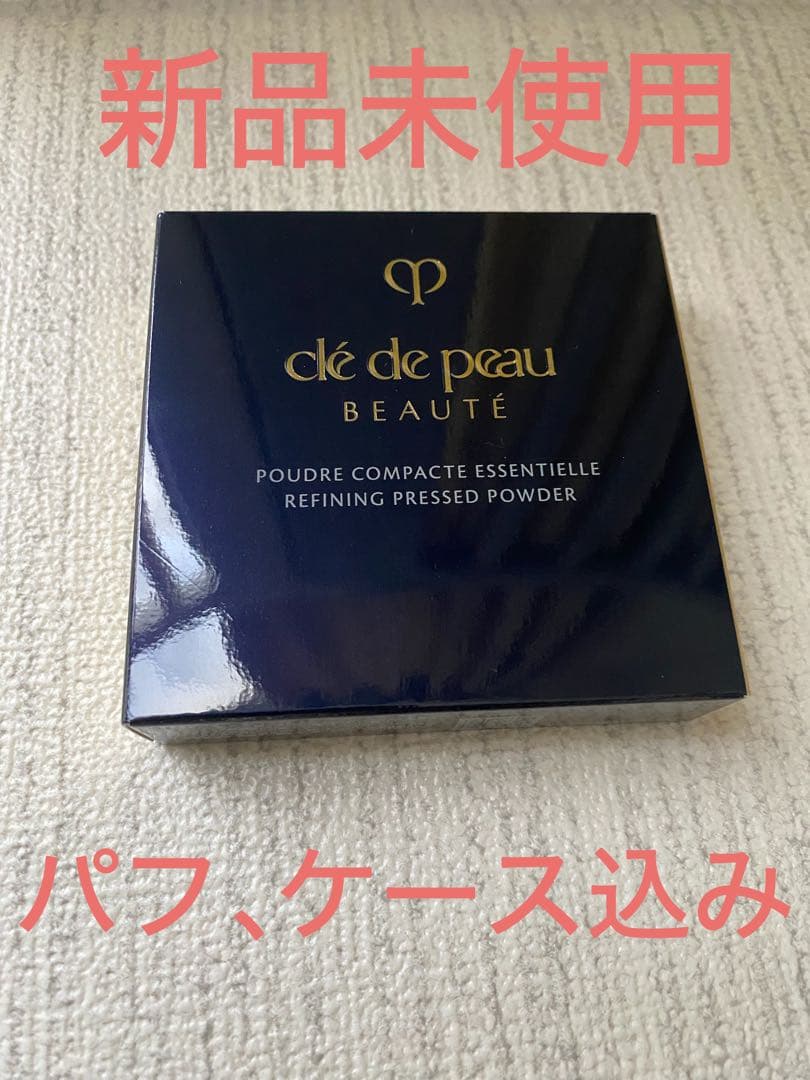 新品未使用
clé de peau
BEAUTÉ
POUDRE COMPACTE ESSENTIELLE
REFINING PRESSED POWDER
パフ、ケース込み